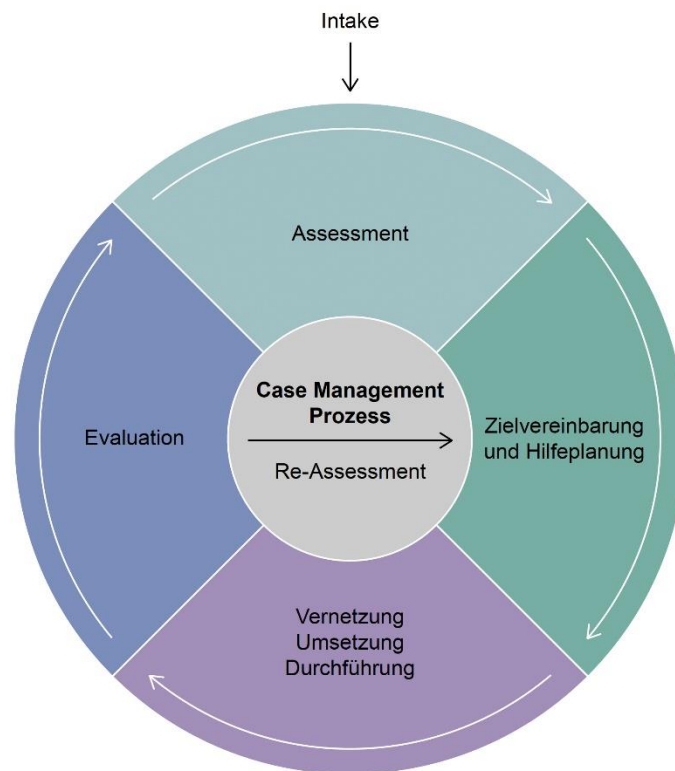 Intake
Assessment
Case Management
Prozess
Re-Assessment
Zielvereinbarung
und Hilfeplanung
Vernetzung
Umsetzung
Durchführung
Evaluation